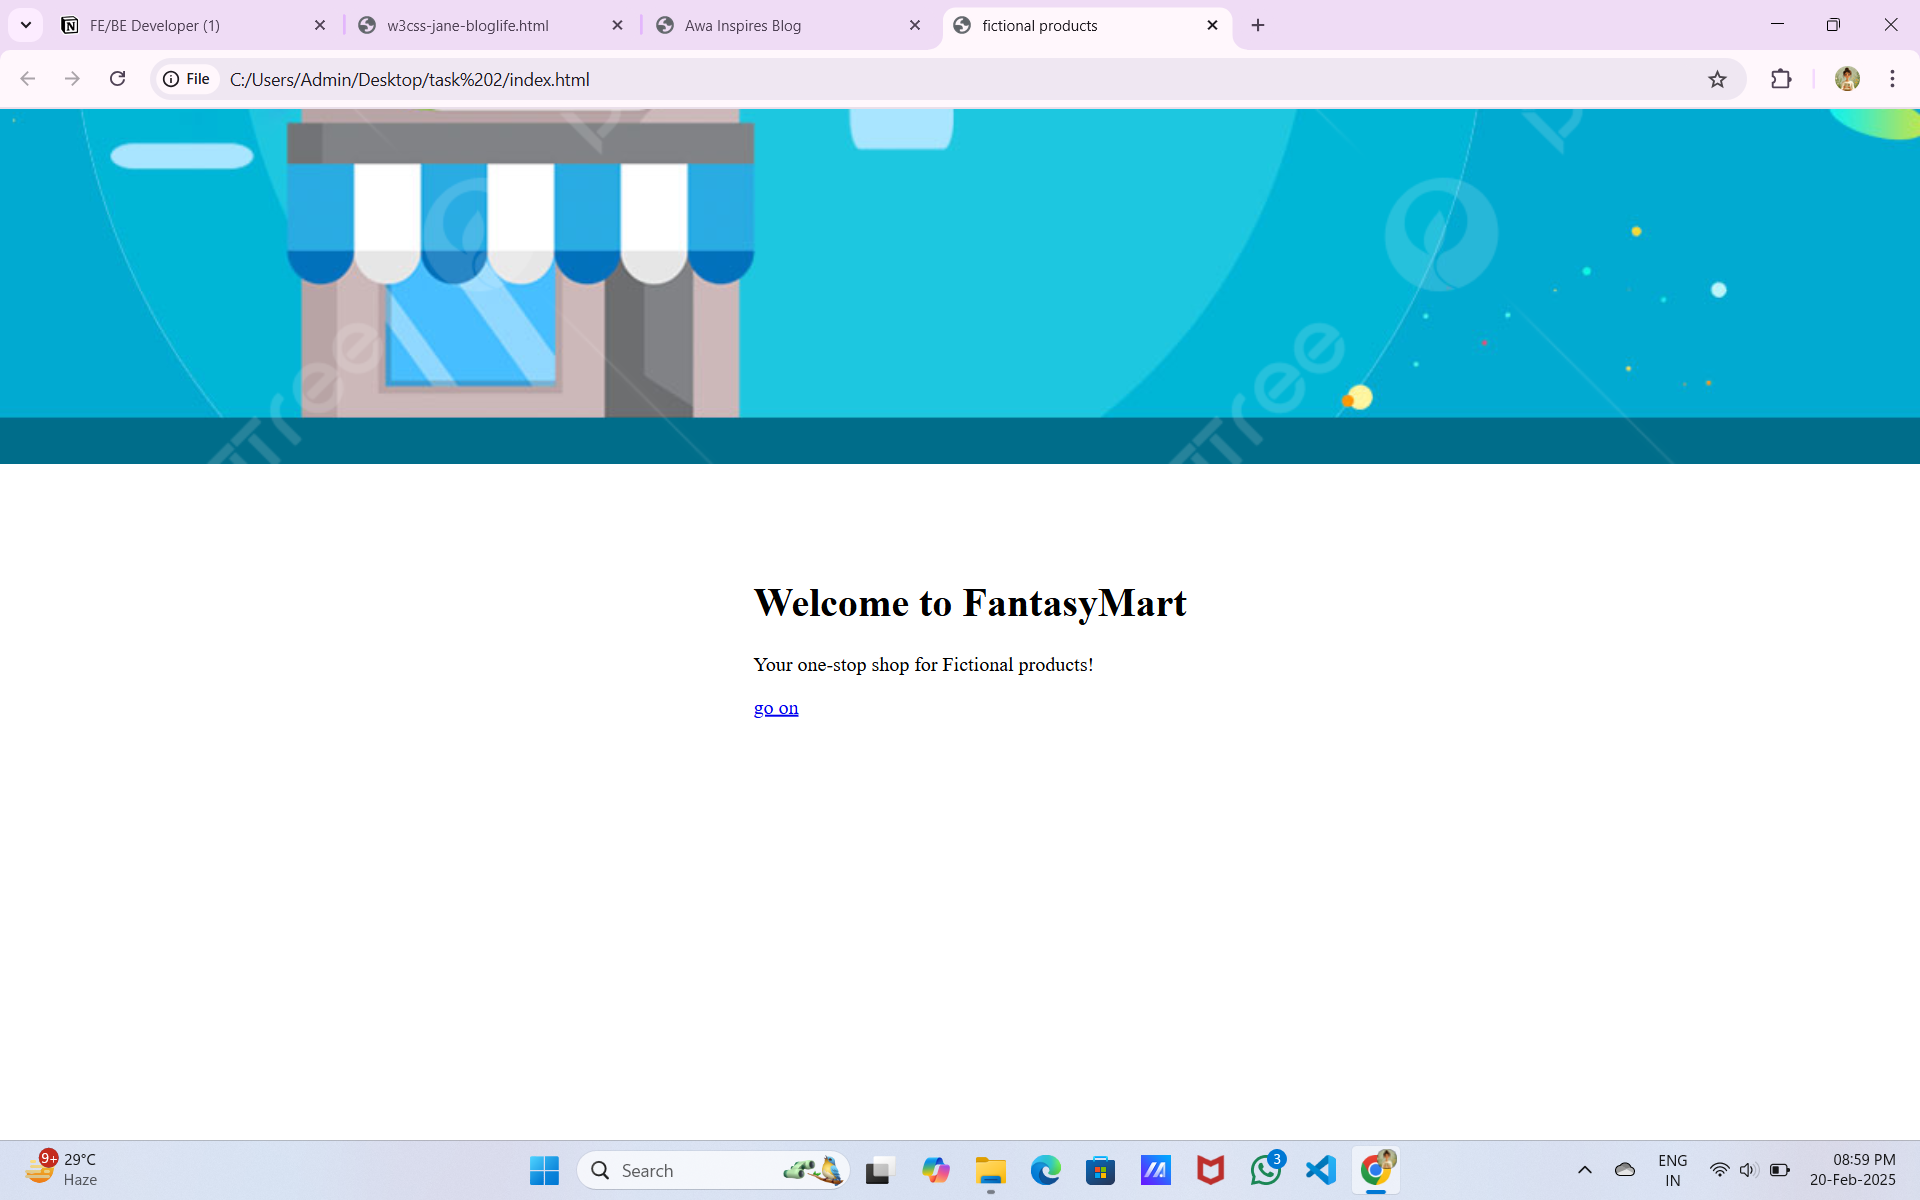 FE/BE Developer (1)
w3css-jane-bloglife.html
Awa Inspires Blog
fictional products
File
C:/Users/Admin/Desktop/task%202/index.html
Welcome to FantasyMart
Your one-stop shop for Fictional products!
go on
9+
29°C
Haze
Search
3
ENG
IN
08:59 PM
20-Feb-2025